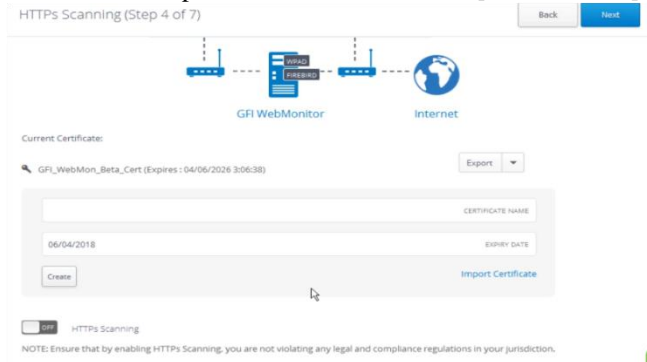 HTTPs Scanning (Step 4 of 7)
Back
Next
WPAD
FIREBIRD
GFI WebMonitor
Internet
Current Certificate:
GFI_WebMon_Beta_Cert (Expires : 04/06/2026 3:06:38)
Export
CERTIFICATE NAME
06/04/2018
EXPIRY DATE
Create
Import Certificate
OFF
HTTPs Scanning
NOTE: Ensure that by enabling HTTPs Scanning, you are not violating any legal and compliance regulations in your jurisdiction.